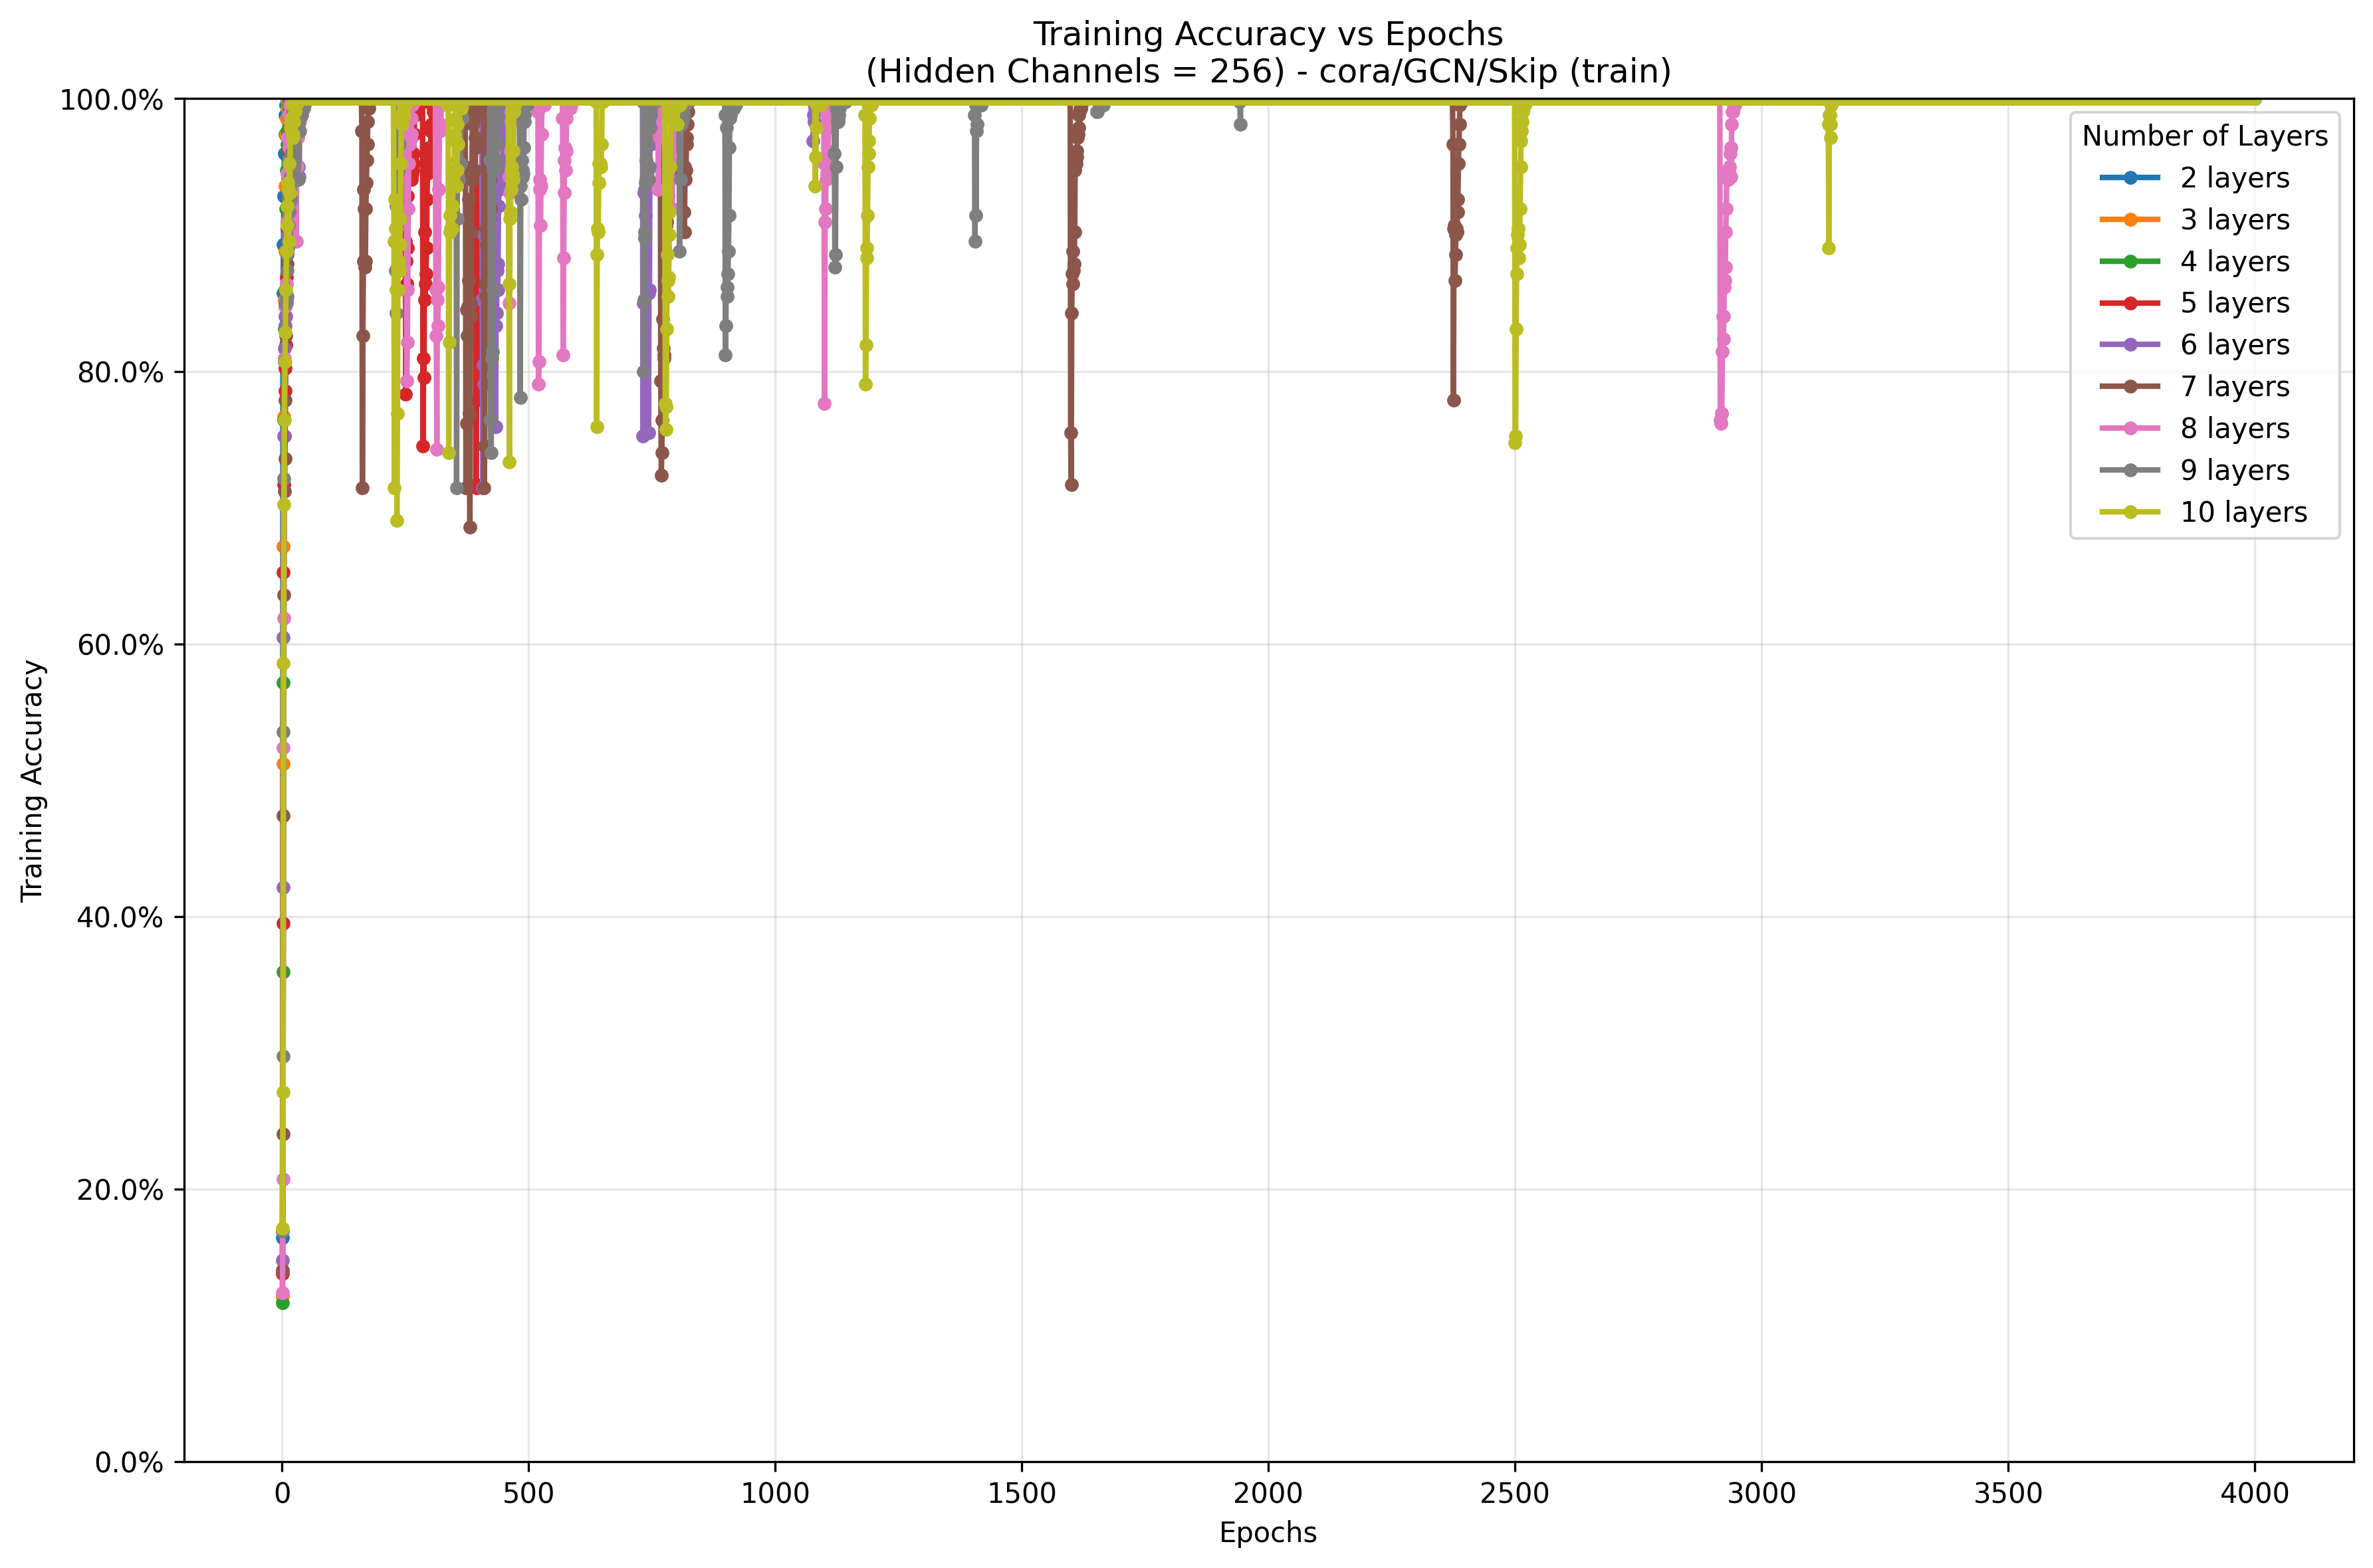 Training Accuracy vs Epochs
(Hidden Channels = 256) - cora/GCN/Skip (train)
Training Accuracy
100.0%
80.0%
60.0%
40.0%
20.0%
0.0%
Number of Layers
2 layers
3 layers
4 layers
5 layers
6 layers
7 layers
8 layers
9 layers
10 layers
0 500 1000 1500 2000 2500 3000 3500 4000
Epochs